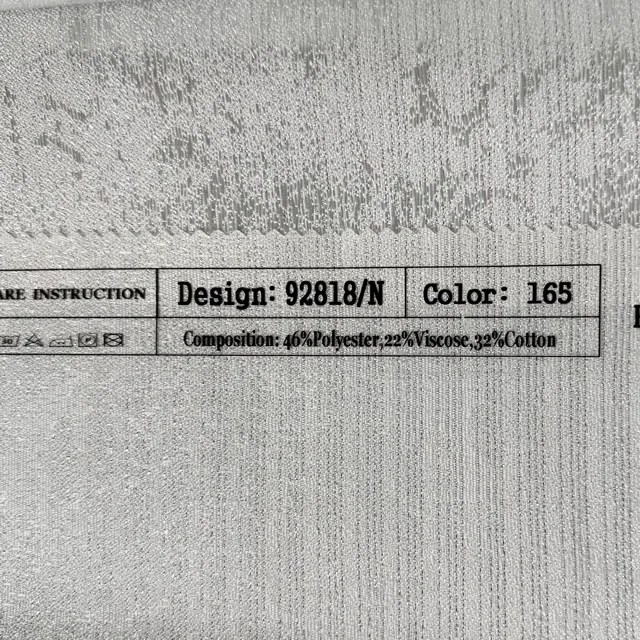 ARE INSTRUCTION Design: 92818/N Color: 165
Composition: 46%Polyester,22%Viscose,32%Cotton